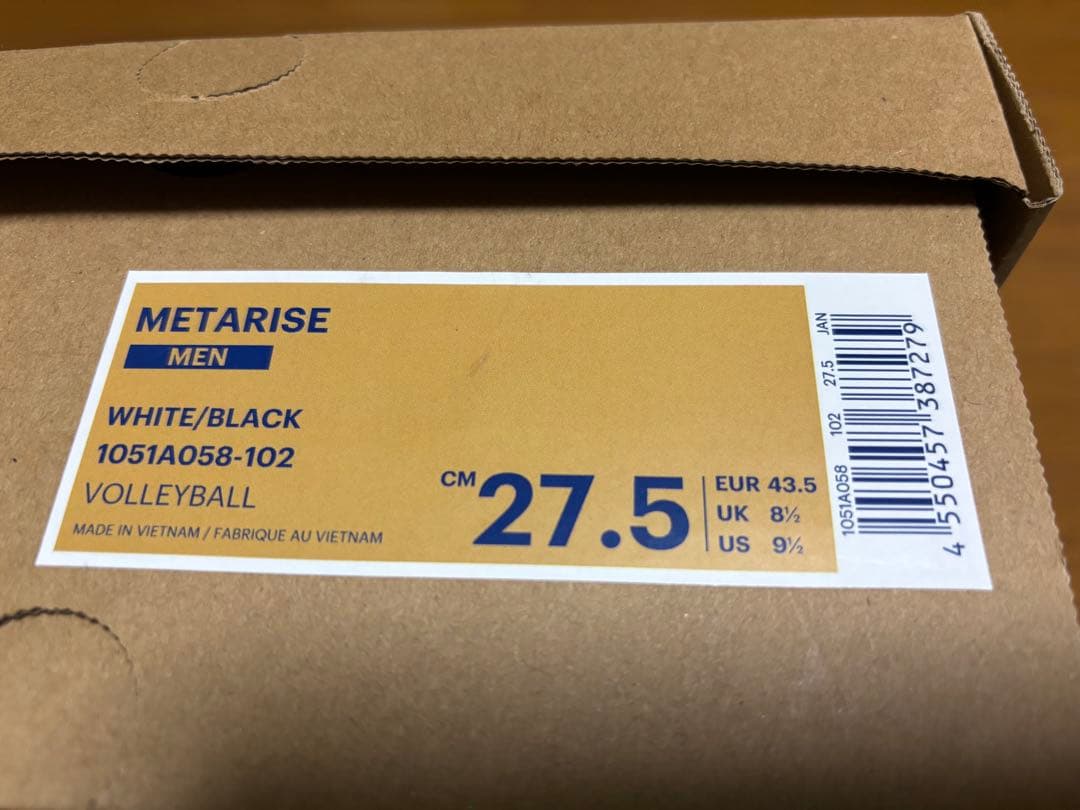 METARISE
MEN
WHITE/BLACK
1051A058-102
VOLLEYBALL
MADE IN VIETNAM / FABRIQUE AU VIETNAM
CM 27.5
EUR 43.5
UK 8½
US 9½
1051A058 102 27.5 JAN
4 550457 387279